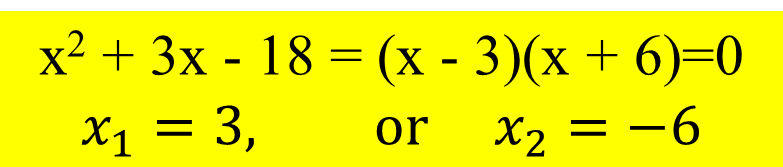 x² + 3x - 18 = (x - 3)(x + 6)=0
x₁ = 3, or x₂ = −6